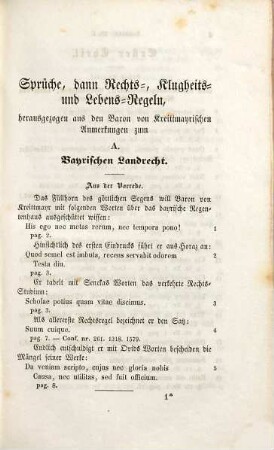 Sprüche, dann Rechts-, Klugheits-
und Lebens-Regeln,
herausgezogen aus den Baron von Kreittmayrischen
Anmerkungen zum
A.
Bayrischen Landrecht.
Aus der Vorrede.
Das Füllhorn des göttlichen Segens will Baron von
Kreittmayr mit folgenden Worten über das bayrische Regen-
tenhaus ausgeschüttet wissen:
His ego nec metas rerum, nec tempora pono! 1
pag. 2.
Hinsichtlich des ersten Eindrucks führt er aus Horaz an:
Quod semel est imbuta, recens servabit odorem 2
Testa diu.
pag. 3.
Er tadelt mit Senekas Worten das verkehrte Rechts-
Studium:
Scholae potius quam vitae discimus. 3
pag. 3.
Als allererste Rechtsregel bezeichnet er den Satz:
Suum cuique. 4
pag. 7. — Conf. nr. 261. 1318. 1579.
Endlich entschuldigt er mit Ovids Worten bescheiden die
Mängel seiner Werke:
Da veniam scripto, cujus nec gloria nobis 5
Causa, nec utilitas, sed fuit officium.
pag. 8.
1*